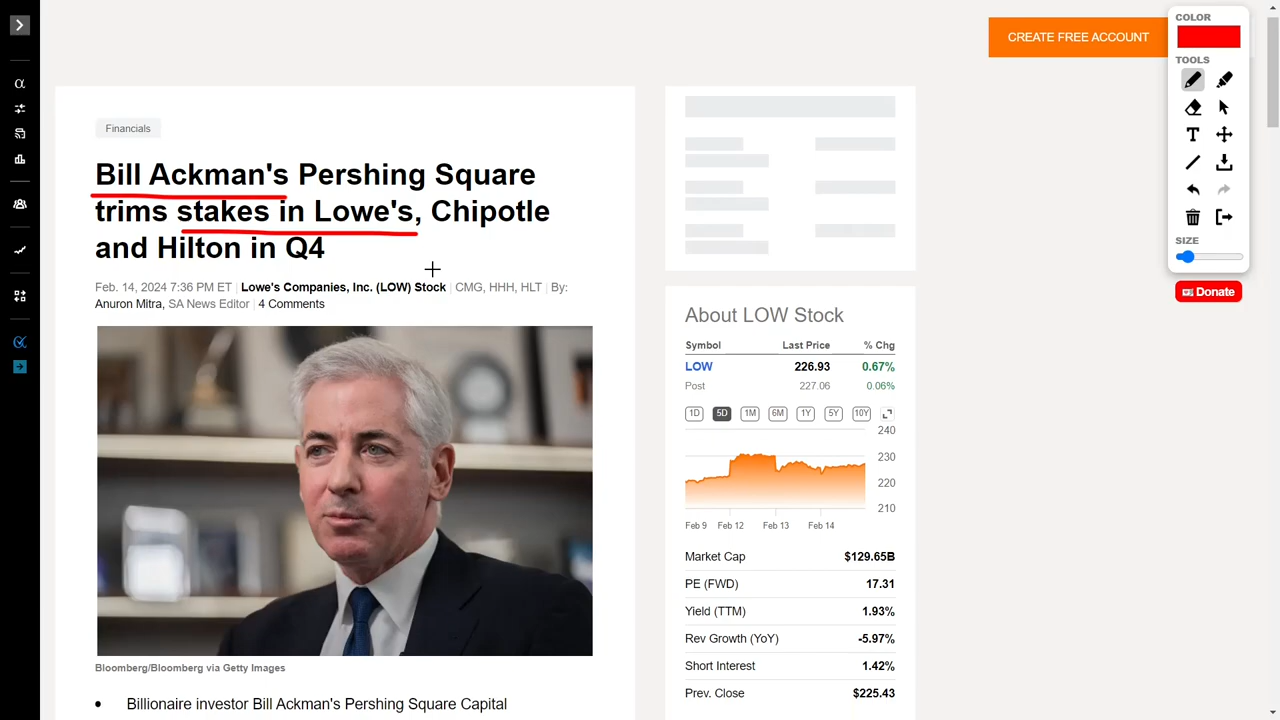 CREATE FREE ACCOUNT
COLOR
TOOLS
T
SIZE
Donate
Financials
Bill Ackman's Pershing Square
trims stakes in Lowe's, Chipotle
and Hilton in Q4
Feb. 14, 2024 7:36 PM ET | Lowe's Companies, Inc. (LOW) Stock | CMG, HHH, HLT | By:
Anuron Mitra, SA News Editor | 4 Comments
Bloomberg/Bloomberg via Getty Images
• Billionaire investor Bill Ackman's Pershing Square Capital
About LOW Stock
Symbol Last Price % Chg
LOW 226.93 0.67%
Post 227.06 0.06%
1D 5D 1M 6M 1Y 5Y 10Y
240
230
220
210
Feb 9 Feb 12 Feb 13 Feb 14
Market Cap $129.65B
PE (FWD) 17.31
Yield (TTM) 1.93%
Rev Growth (YoY) -5.97%
Short Interest 1.42%
Prev. Close $225.43